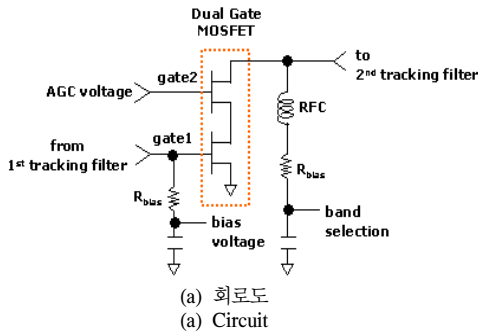 Dual Gate
MOSFET
gate2
AGC voltage
to
2nd tracking filter
RFC
gate1
from
1st tracking filter
Rbias
Rbias
bias
voltage
band
selection
(a) 회로도
(a) Circuit